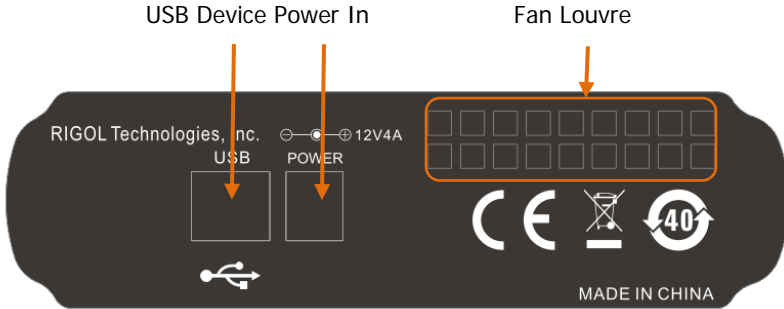 USB Device Power In Fan Louvre
RIGOL Technologies, Inc. 12V4A
USB POWER
CE 40
MADE IN CHINA